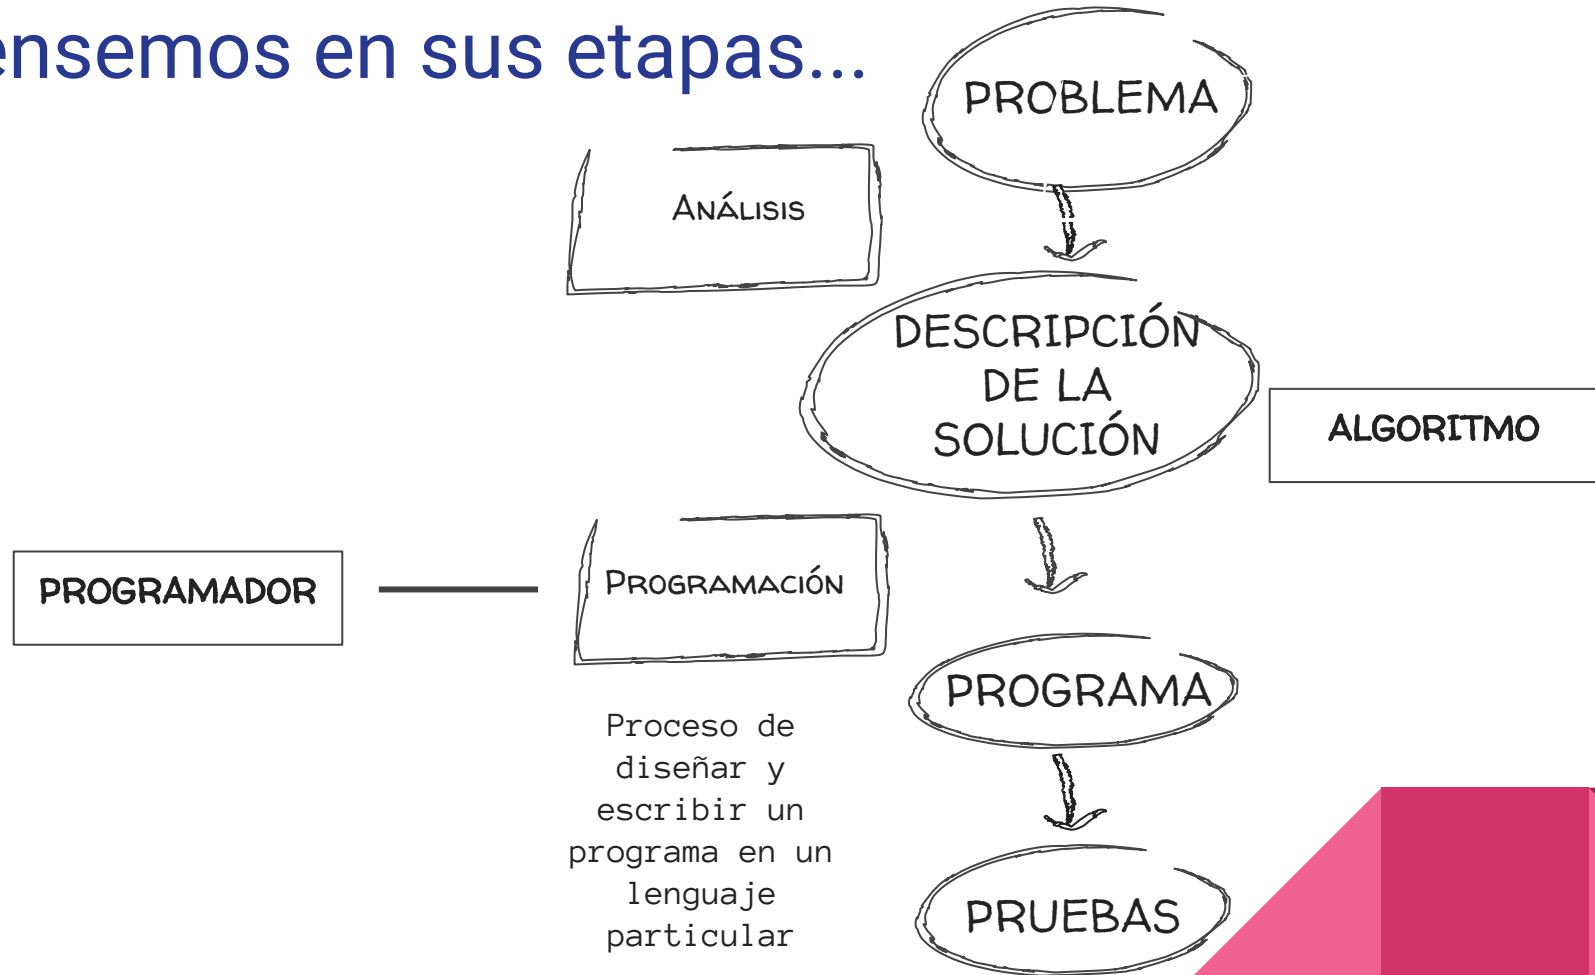 ensemos en sus etapas...
PROBLEMA
ANÁLISIS
DESCRIPCIÓN
DE LA
SOLUCIÓN
ALGORITMO
PROGRAMADOR
PROGRAMACIÓN
PROGRAMA
Proceso de
diseñar y
escribir un
programa en un
lenguaje
particular
PRUEBAS